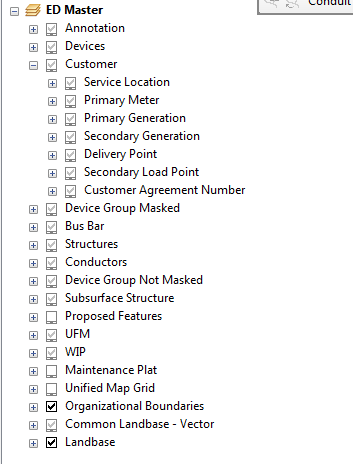 Conduit
ED Master
Annotation
Devices
Customer
Service Location
Primary Meter
Primary Generation
Secondary Generation
Delivery Point
Secondary Load Point
Customer Agreement Number
Device Group Masked
Bus Bar
Structures
Conductors
Device Group Not Masked
Subsurface Structure
Proposed Features
UFM
WIP
Maintenance Plat
Unified Map Grid
Organizational Boundaries
Common Landbase - Vector
Landbase